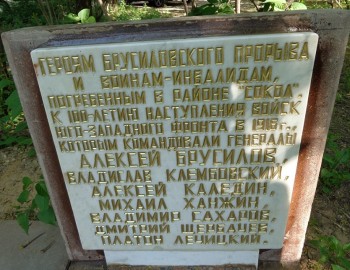 ГЕРОЯМ БРУСИЛОВСКОГО ПРОРЫВА
И ВОИНАМ-ИНВАЛИДАМ,
ПОГРЕБЕННЫМ В РАЙОНЕ "СОКОЛ"
К 100-ЛЕТИЮ НАСТУПЛЕНИЯ ВОЙСК
ЮГО-ЗАПАДНОГО ФРОНТА В 1916 г.,
КОТОРЫМ КОМАНДОВАЛИ ГЕНЕРАЛЫ
АЛЕКСЕЙ БРУСИЛОВ,
ВЛАДИСЛАВ КЛЕМБОВСКИЙ,
АЛЕКСЕЙ КАЛЕДИН,
МИХАИЛ ХАНЖИН,
ВЛАДИМИР САХАРОВ,
ДМИТРИЙ ЩЕРБАЧЕВ,
ПЛАТОН ЛЕЧИЦКИЙ.